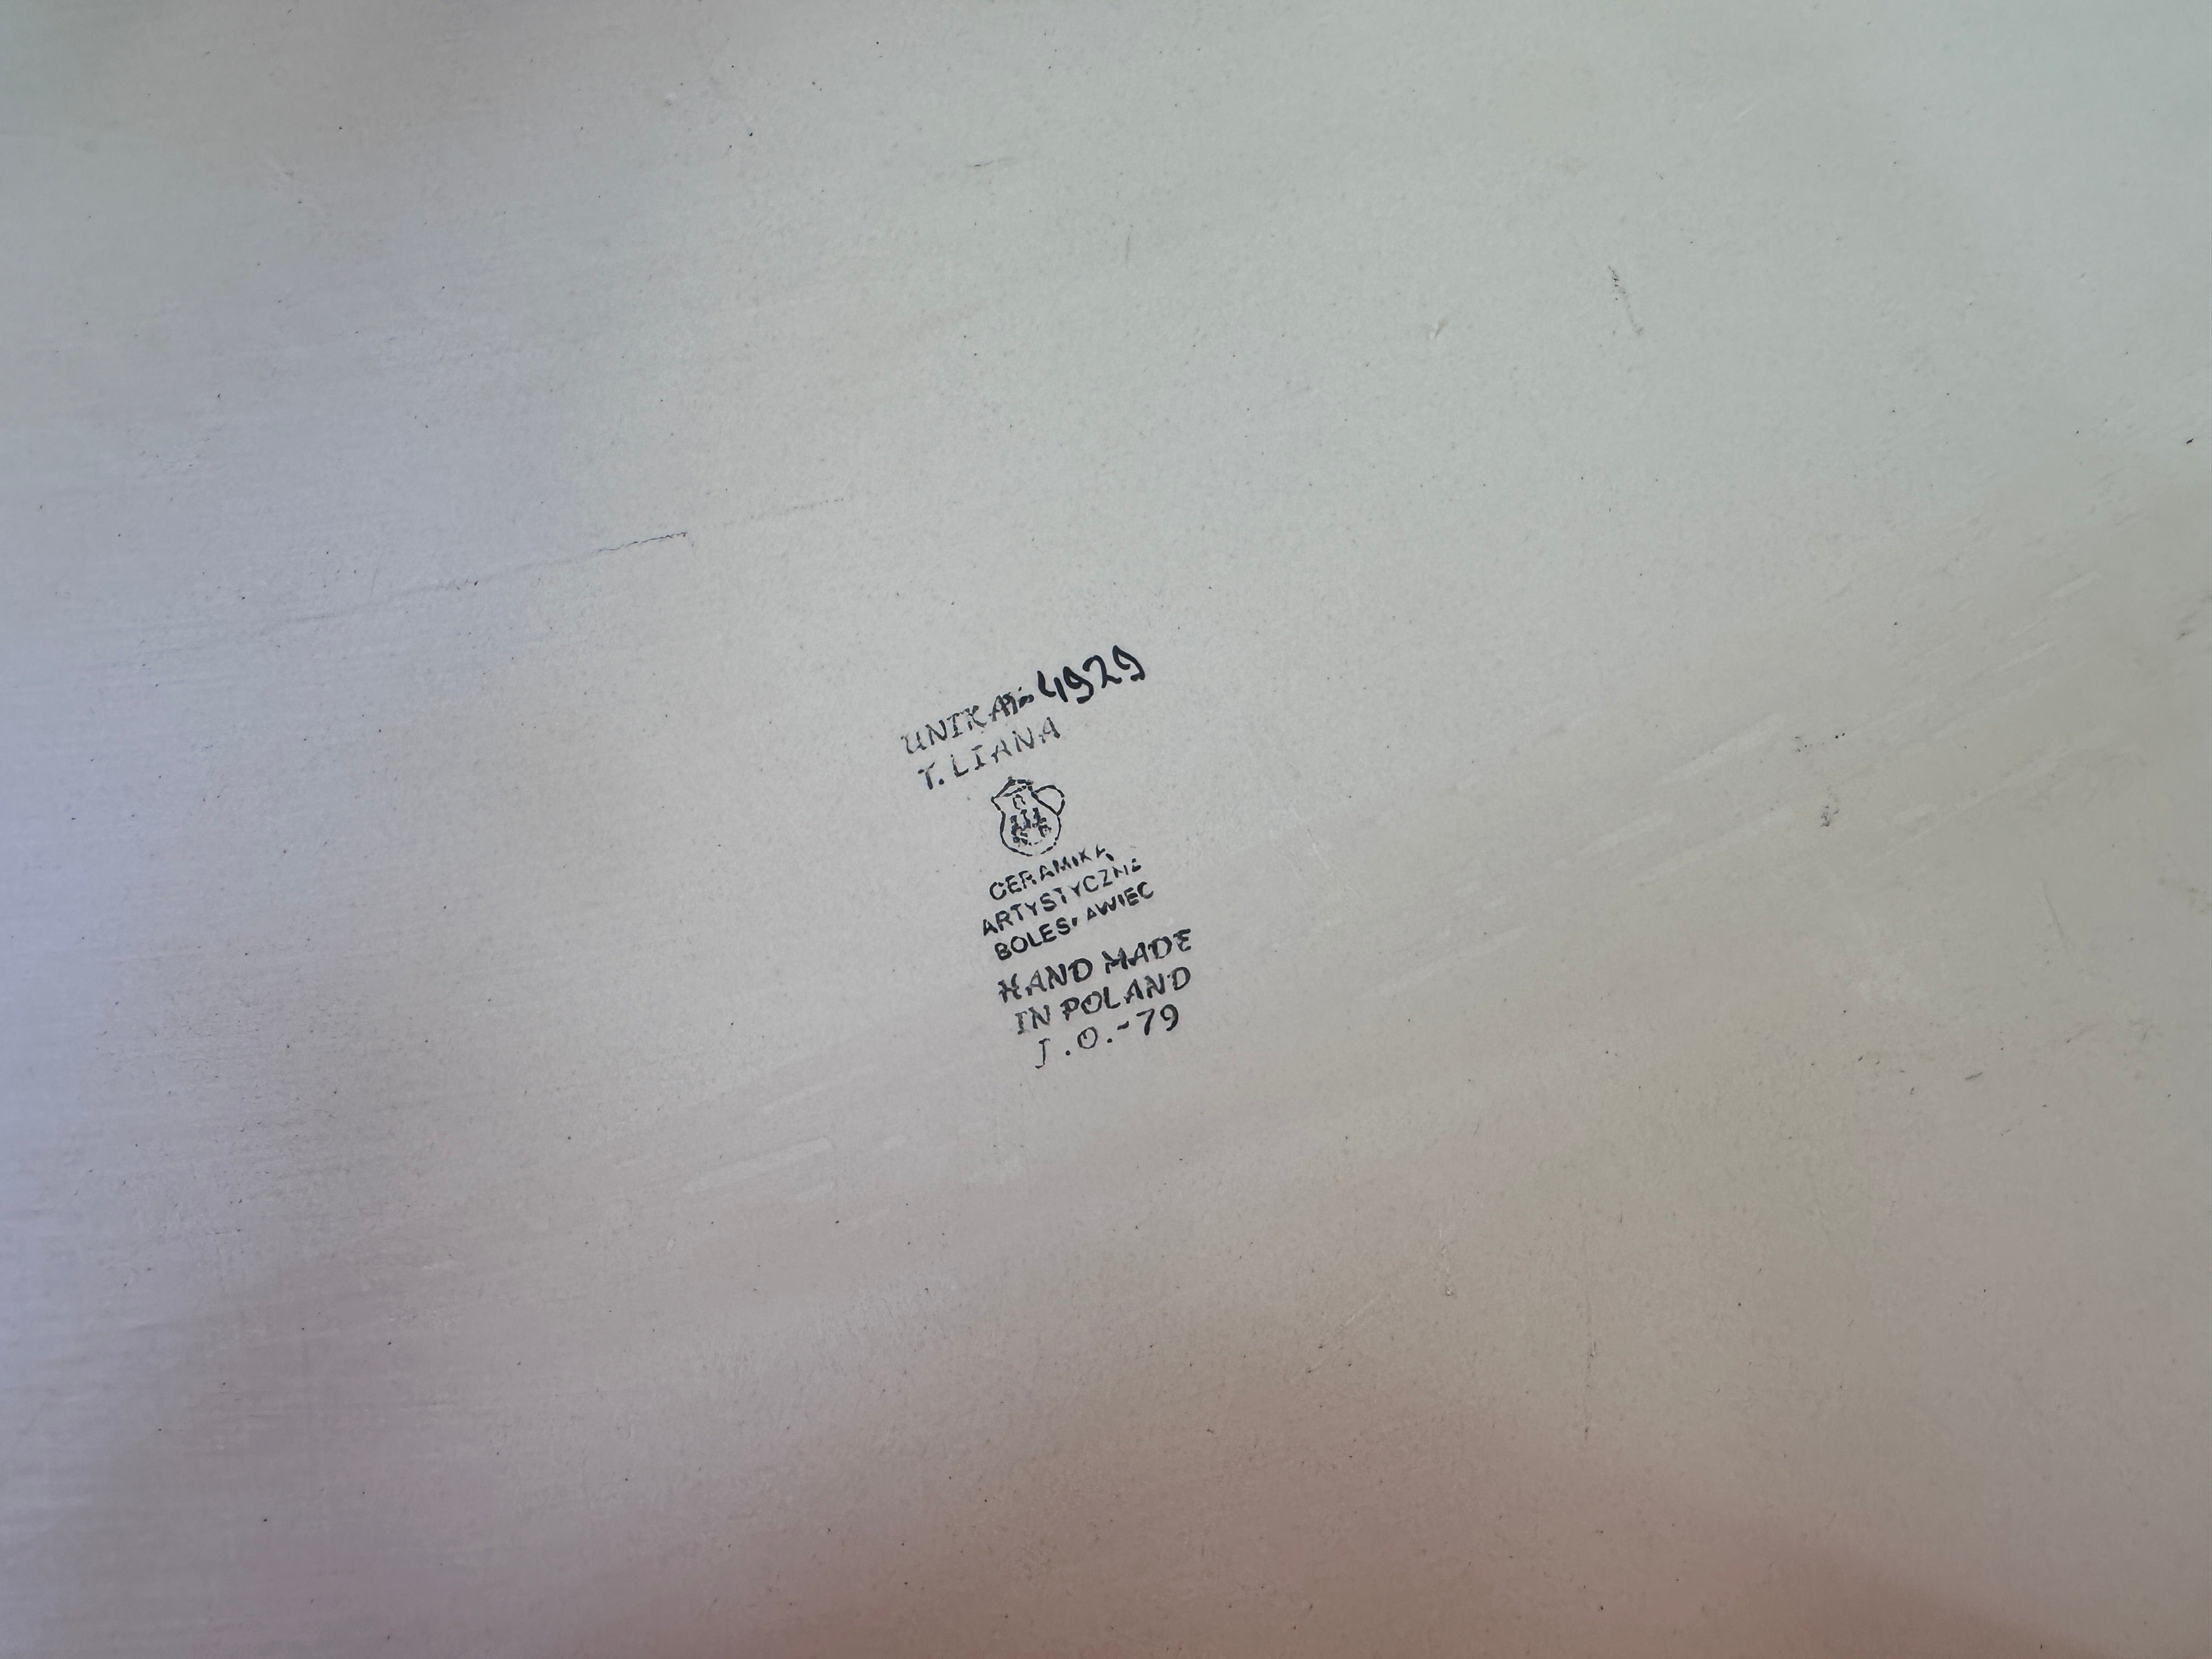 UNIKAT 4929
T. LIANA
CERAMIKA
ARTYSTYCZNA
BOLESŁAWIEC
HAND MADE
IN POLAND
J.O.-79